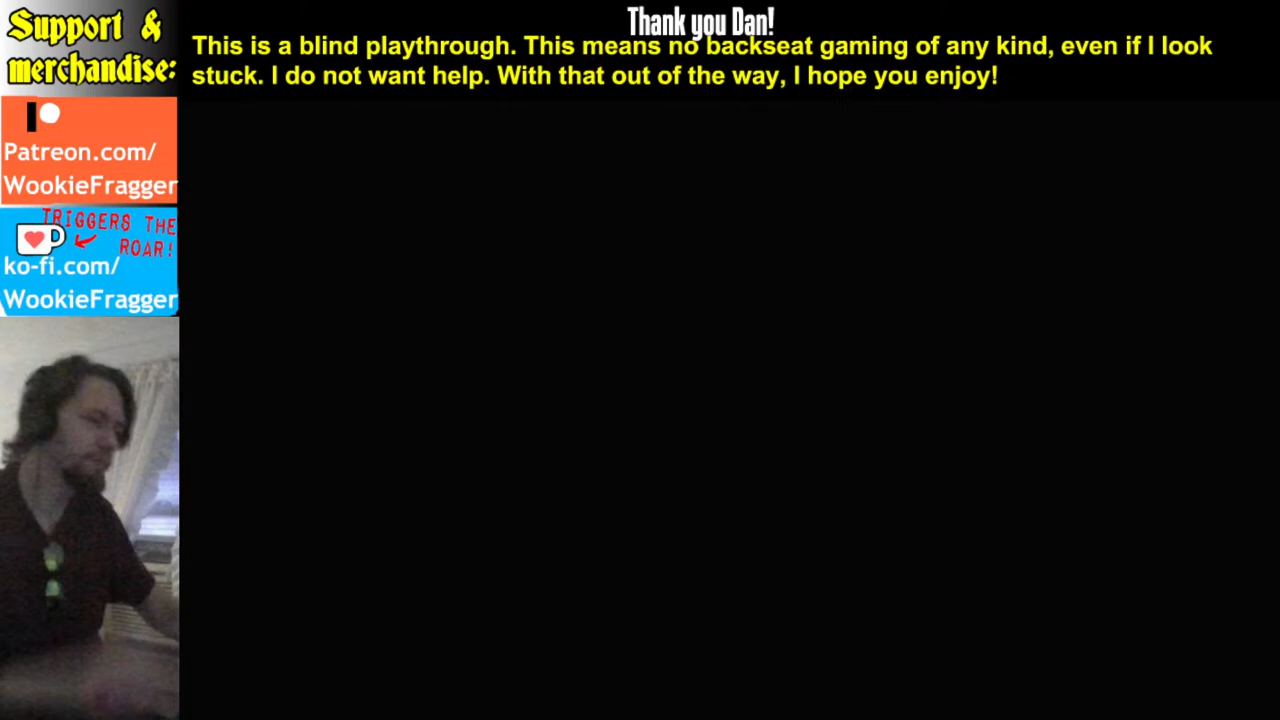 Support &
merchandise:
Patreon.com/
WookieFragger
TRIGGERS THE
ROAR!
ko-fi.com/
WookieFragger
Thank you Dan!
This is a blind playthrough. This means no backseat gaming of any kind, even if I look
stuck. I do not want help. With that out of the way, I hope you enjoy!